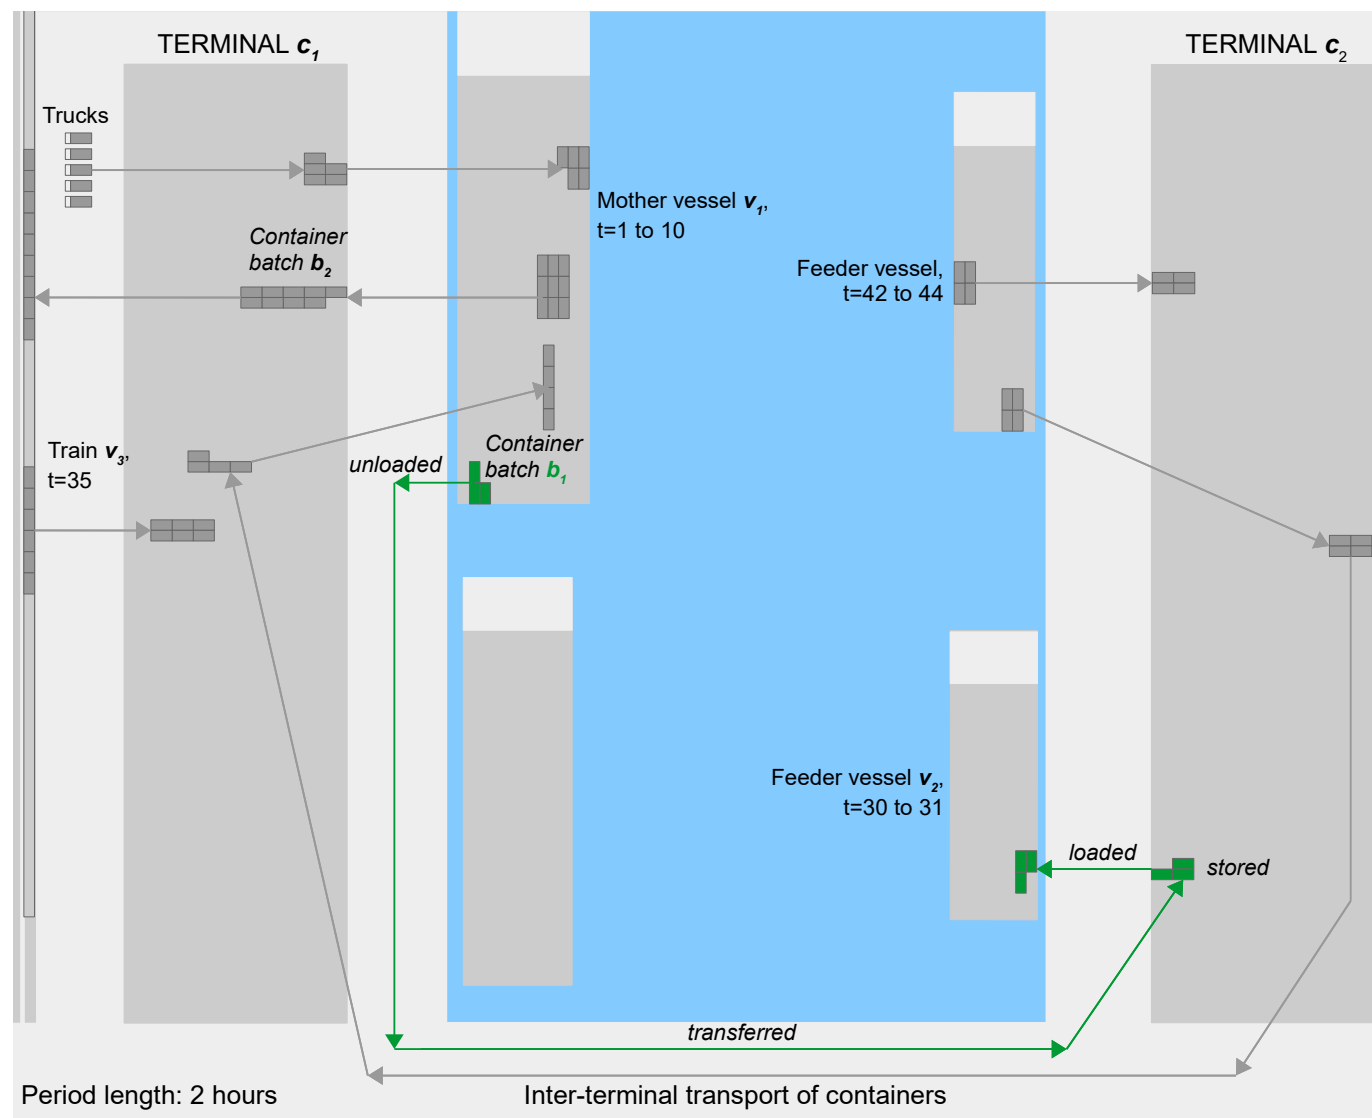 TERMINAL c1
TERMINAL c2
Trucks
Mother vessel v1,
t=1 to 10
Container
batch b2
Feeder vessel,
t=42 to 44
Train v3,
t=35
unloaded
Container
batch b1
Feeder vessel v2,
t=30 to 31
loaded
stored
transferred
Period length: 2 hours
Inter-terminal transport of containers